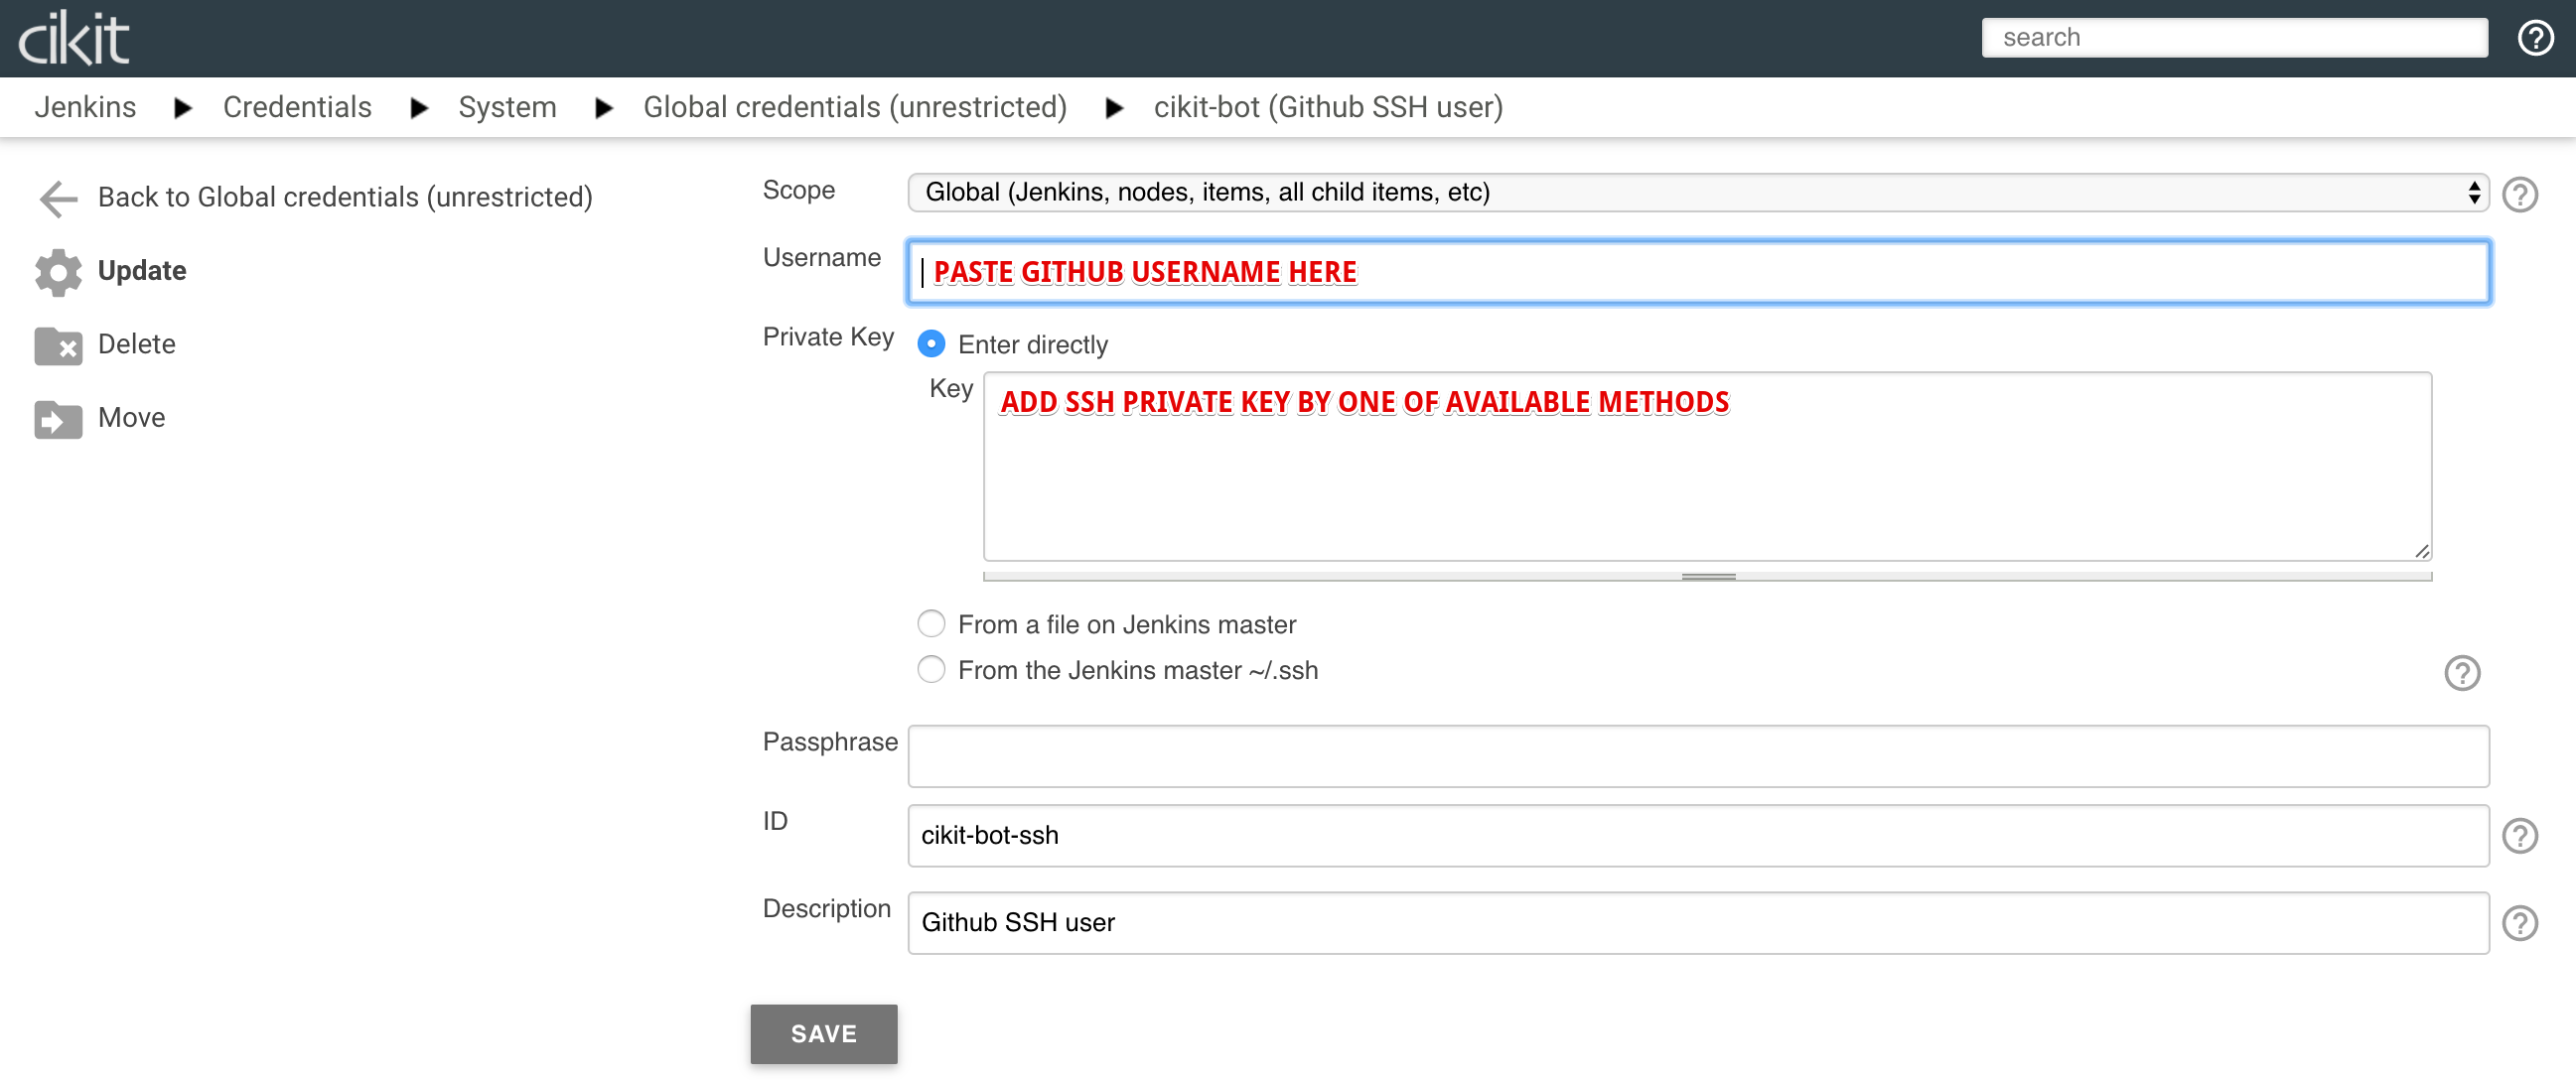 cikit
search
Jenkins Credentials System Global credentials (unrestricted) cikit-bot (Github SSH user)
Back to Global credentials (unrestricted)
Update
Delete
Move
Scope Global (Jenkins, nodes, items, all child items, etc)
Username PASTE GITHUB USERNAME HERE
Private Key Enter directly
Key ADD SSH PRIVATE KEY BY ONE OF AVAILABLE METHODS
From a file on Jenkins master
From the Jenkins master ~/.ssh
Passphrase
ID cikit-bot-ssh
Description Github SSH user
SAVE